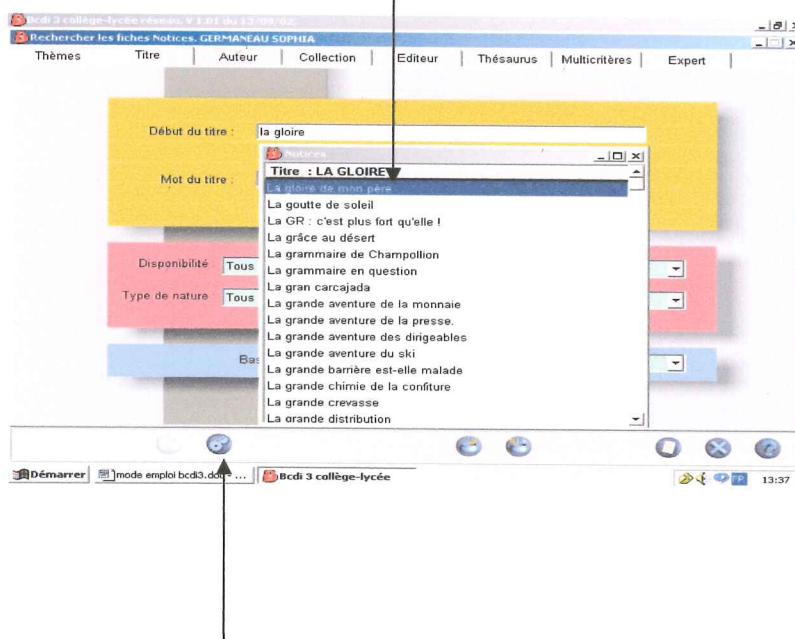 Bcdi 3 collège-lycée réseau. V 1.01 du 13/09/02
Rechercher les fiches Notices. GERMANEAU SOPHIA
Thèmes Titre Auteur Collection Editeur Thésaurus Multicritères Expert
Début du titre : la gloire
Notices
Titre : LA GLOIRE
Mot du titre :
La gloire de mon père
La goutte de soleil
La GR : c'est plus fort qu'elle !
La grâce au désert
La grammaire de Champollion
Disponibilité Tous
La grammaire en question
La gran carcajada
Type de nature Tous
La grande aventure de la monnaie
La grande aventure de la presse.
La grande aventure des dirigeables
La grande aventure du ski
Bas
La grande barrière est-elle malade
La grande chimie de la confiture
La grande crevasse
La grande distribution
Démarrer mode emploi bcdi3.doc - ... Bcdi 3 collège-lycée FR 13:37